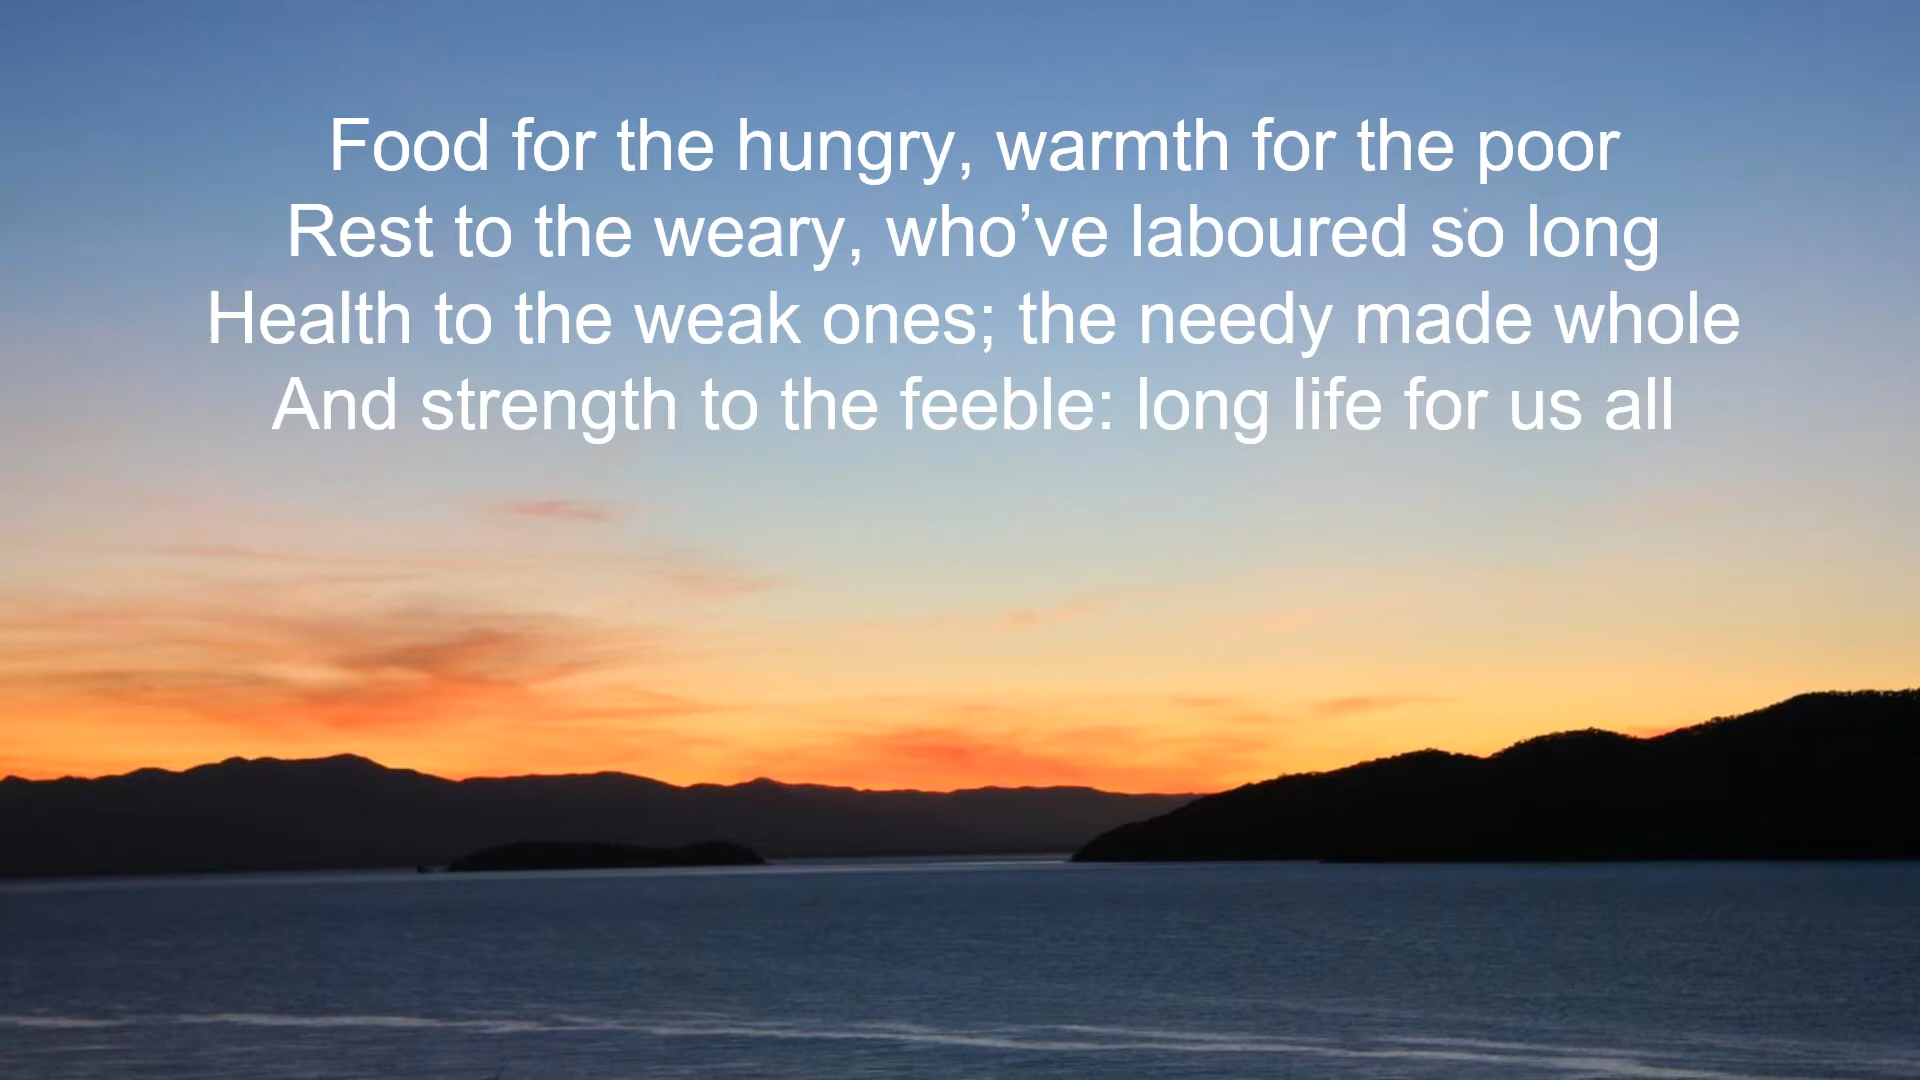 Food for the hungry, warmth for the poor
Rest to the weary, who’ve laboured so long
Health to the weak ones; the needy made whole
And strength to the feeble: long life for us all